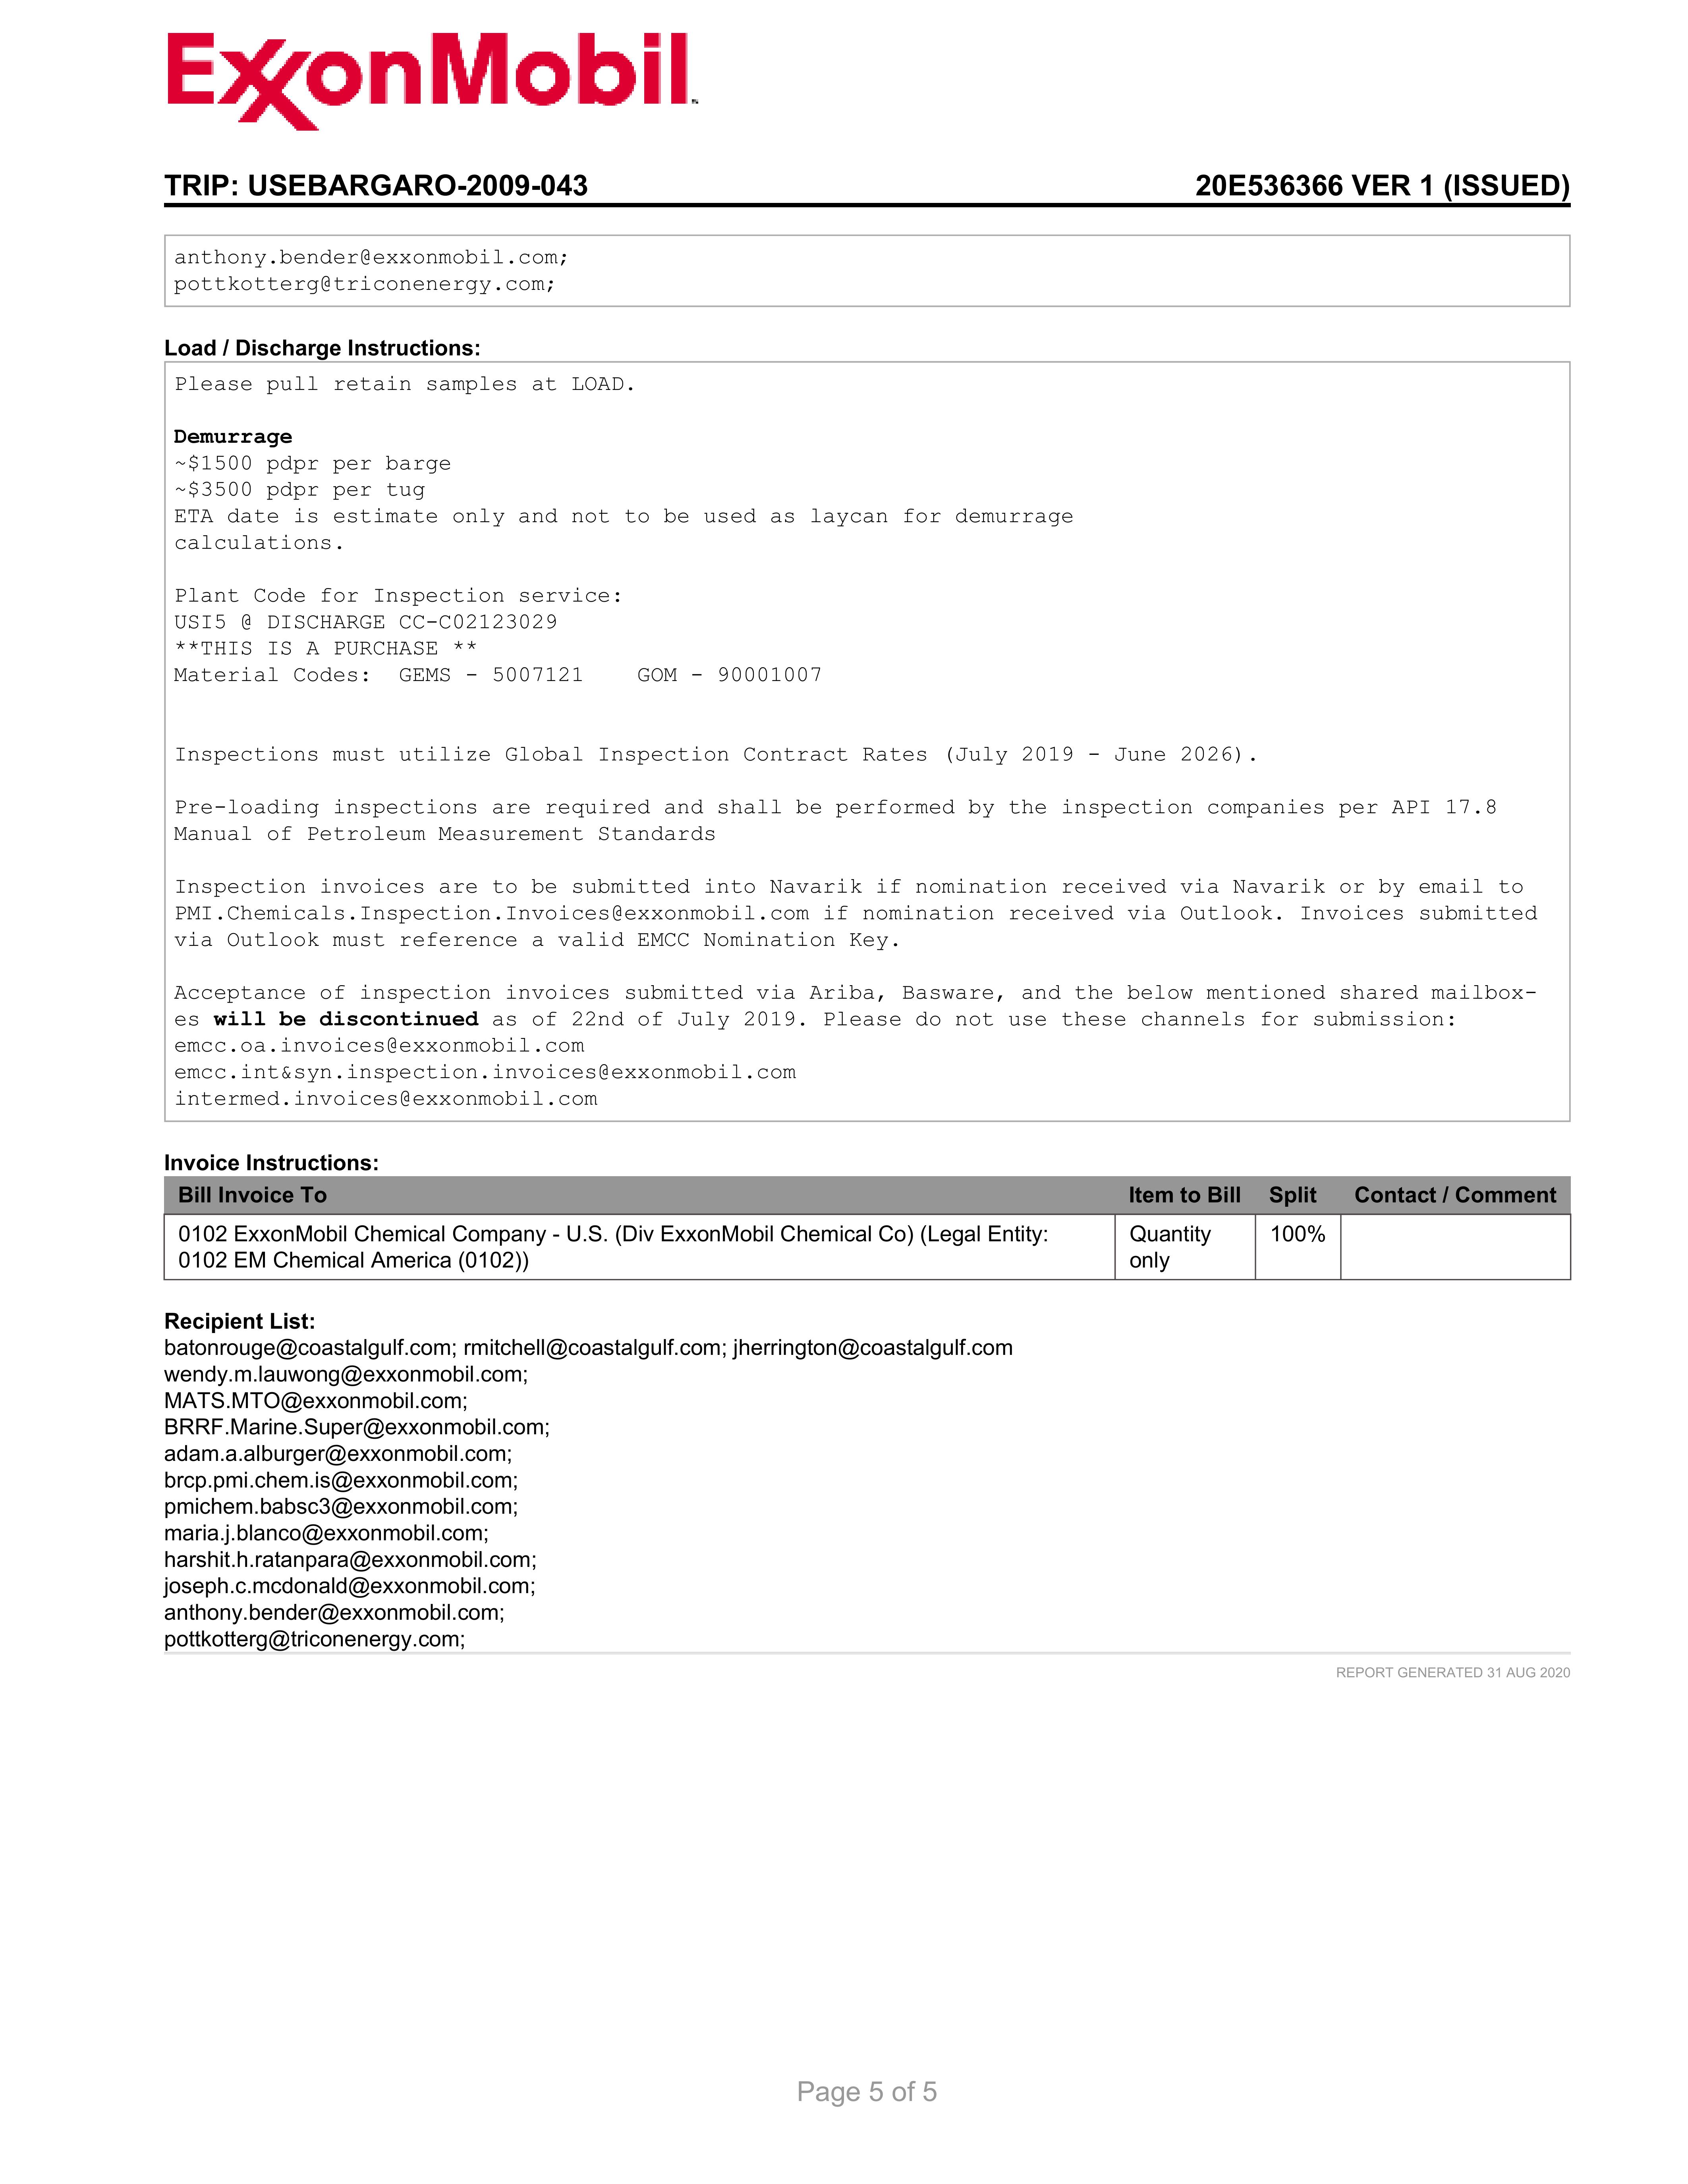 ExxonMobil
TRIP: USEBARGARO-2009-043 20E536366 VER 1 (ISSUED)
anthony.bender@exxonmobil.com;
pottkotterg@triconenergy.com;
Load / Discharge Instructions:
Please pull retain samples at LOAD.
Demurrage
~$1500 pdpr per barge
~$3500 pdpr per tug
ETA date is estimate only and not to be used as laycan for demurrage
calculations.
Plant Code for Inspection service:
USI5 @ DISCHARGE CC-C02123029
**THIS IS A PURCHASE **
Material Codes:  GEMS - 5007121    GOM - 90001007
Inspections must utilize Global Inspection Contract Rates (July 2019 - June 2026).
Pre-loading inspections are required and shall be performed by the inspection companies per API 17.8
Manual of Petroleum Measurement Standards
Inspection invoices are to be submitted into Navarik if nomination received via Navarik or by email to
PMI.Chemicals.Inspection.Invoices@exxonmobil.com if nomination received via Outlook. Invoices submitted
via Outlook must reference a valid EMCC Nomination Key.
Acceptance of inspection invoices submitted via Ariba, Basware, and the below mentioned shared mailbox-
es will be discontinued as of 22nd of July 2019. Please do not use these channels for submission:
emcc.oa.invoices@exxonmobil.com
emcc.int&syn.inspection.invoices@exxonmobil.com
intermed.invoices@exxonmobil.com
Invoice Instructions:
Bill Invoice To Item to Bill Split Contact / Comment
0102 ExxonMobil Chemical Company - U.S. (Div ExxonMobil Chemical Co) (Legal Entity: Quantity 100%
0102 EM Chemical America (0102)) only
Recipient List:
batonrouge@coastalgulf.com; rmitchell@coastalgulf.com; jherrington@coastalgulf.com
wendy.m.lauwong@exxonmobil.com;
MATS.MTO@exxonmobil.com;
BRRF.Marine.Super@exxonmobil.com;
adam.a.alburger@exxonmobil.com;
brcp.pmi.chem.is@exxonmobil.com;
pmichem.babsc3@exxonmobil.com;
maria.j.blanco@exxonmobil.com;
harshit.h.ratanpara@exxonmobil.com;
joseph.c.mcdonald@exxonmobil.com;
anthony.bender@exxonmobil.com;
pottkotterg@triconenergy.com;
REPORT GENERATED 31 AUG 2020
Page 5 of 5